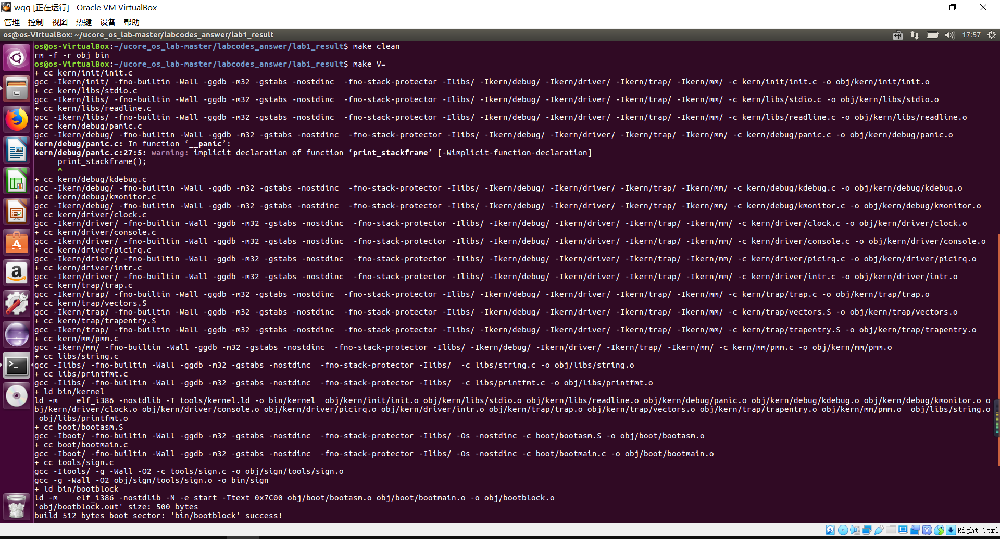 wqq [正在运行] - Oracle VM VirtualBox
管理 控制 视图 热键 设备 帮助
os@os-VirtualBox: ~/ucore_os_lab-master/labcodes_answer/lab1_result 17:57
os@os-VirtualBox:~/ucore_os_lab-master/labcodes_answer/lab1_result$ make clean
rm -f -r obj bin
os@os-VirtualBox:~/ucore_os_lab-master/labcodes_answer/lab1_result$ make V=
+ cc kern/init/init.c
gcc -Ikern/init/ -fno-builtin -Wall -ggdb -m32 -gstabs -nostdinc  -fno-stack-protector -Ilibs/ -Ikern/debug/ -Ikern/driver/ -Ikern/trap/ -Ikern/mm/ -c kern/init/init.c -o obj/kern/init/init.o
+ cc kern/libs/stdio.c
gcc -Ikern/libs/ -fno-builtin -Wall -ggdb -m32 -gstabs -nostdinc  -fno-stack-protector -Ilibs/ -Ikern/debug/ -Ikern/driver/ -Ikern/trap/ -Ikern/mm/ -c kern/libs/stdio.c -o obj/kern/libs/stdio.o
+ cc kern/libs/readline.c
gcc -Ikern/libs/ -fno-builtin -Wall -ggdb -m32 -gstabs -nostdinc  -fno-stack-protector -Ilibs/ -Ikern/debug/ -Ikern/driver/ -Ikern/trap/ -Ikern/mm/ -c kern/libs/readline.c -o obj/kern/libs/readline.o
+ cc kern/debug/panic.c
gcc -Ikern/debug/ -fno-builtin -Wall -ggdb -m32 -gstabs -nostdinc  -fno-stack-protector -Ilibs/ -Ikern/debug/ -Ikern/driver/ -Ikern/trap/ -Ikern/mm/ -c kern/debug/panic.c -o obj/kern/debug/panic.o
kern/debug/panic.c: In function ‘__panic’:
kern/debug/panic.c:27:5: warning: implicit declaration of function ‘print_stackframe’ [-Wimplicit-function-declaration]
     print_stackframe();
     ^
+ cc kern/debug/kdebug.c
gcc -Ikern/debug/ -fno-builtin -Wall -ggdb -m32 -gstabs -nostdinc  -fno-stack-protector -Ilibs/ -Ikern/debug/ -Ikern/driver/ -Ikern/trap/ -Ikern/mm/ -c kern/debug/kdebug.c -o obj/kern/debug/kdebug.o
+ cc kern/debug/kmonitor.c
gcc -Ikern/debug/ -fno-builtin -Wall -ggdb -m32 -gstabs -nostdinc  -fno-stack-protector -Ilibs/ -Ikern/debug/ -Ikern/driver/ -Ikern/trap/ -Ikern/mm/ -c kern/debug/kmonitor.c -o obj/kern/debug/kmonitor.o
+ cc kern/driver/clock.c
gcc -Ikern/driver/ -fno-builtin -Wall -ggdb -m32 -gstabs -nostdinc  -fno-stack-protector -Ilibs/ -Ikern/debug/ -Ikern/driver/ -Ikern/trap/ -Ikern/mm/ -c kern/driver/clock.c -o obj/kern/driver/clock.o
+ cc kern/driver/console.c
gcc -Ikern/driver/ -fno-builtin -Wall -ggdb -m32 -gstabs -nostdinc  -fno-stack-protector -Ilibs/ -Ikern/debug/ -Ikern/driver/ -Ikern/trap/ -Ikern/mm/ -c kern/driver/console.c -o obj/kern/driver/console.o
+ cc kern/driver/picirq.c
gcc -Ikern/driver/ -fno-builtin -Wall -ggdb -m32 -gstabs -nostdinc  -fno-stack-protector -Ilibs/ -Ikern/debug/ -Ikern/driver/ -Ikern/trap/ -Ikern/mm/ -c kern/driver/picirq.c -o obj/kern/driver/picirq.o
+ cc kern/driver/intr.c
gcc -Ikern/driver/ -fno-builtin -Wall -ggdb -m32 -gstabs -nostdinc  -fno-stack-protector -Ilibs/ -Ikern/debug/ -Ikern/driver/ -Ikern/trap/ -Ikern/mm/ -c kern/driver/intr.c -o obj/kern/driver/intr.o
+ cc kern/trap/trap.c
gcc -Ikern/trap/ -fno-builtin -Wall -ggdb -m32 -gstabs -nostdinc  -fno-stack-protector -Ilibs/ -Ikern/debug/ -Ikern/driver/ -Ikern/trap/ -Ikern/mm/ -c kern/trap/trap.c -o obj/kern/trap/trap.o
+ cc kern/trap/vectors.S
gcc -Ikern/trap/ -fno-builtin -Wall -ggdb -m32 -gstabs -nostdinc  -fno-stack-protector -Ilibs/ -Ikern/debug/ -Ikern/driver/ -Ikern/trap/ -Ikern/mm/ -c kern/trap/vectors.S -o obj/kern/trap/vectors.o
+ cc kern/trap/trapentry.S
gcc -Ikern/trap/ -fno-builtin -Wall -ggdb -m32 -gstabs -nostdinc  -fno-stack-protector -Ilibs/ -Ikern/debug/ -Ikern/driver/ -Ikern/trap/ -Ikern/mm/ -c kern/trap/trapentry.S -o obj/kern/trap/trapentry.o
+ cc kern/mm/pmm.c
gcc -Ikern/mm/ -fno-builtin -Wall -ggdb -m32 -gstabs -nostdinc  -fno-stack-protector -Ilibs/ -Ikern/debug/ -Ikern/driver/ -Ikern/trap/ -Ikern/mm/ -c kern/mm/pmm.c -o obj/kern/mm/pmm.o
+ cc libs/string.c
gcc -Ilibs/ -fno-builtin -Wall -ggdb -m32 -gstabs -nostdinc  -fno-stack-protector -Ilibs/  -c libs/string.c -o obj/libs/string.o
+ cc libs/printfmt.c
gcc -Ilibs/ -fno-builtin -Wall -ggdb -m32 -gstabs -nostdinc  -fno-stack-protector -Ilibs/  -c libs/printfmt.c -o obj/libs/printfmt.o
+ ld bin/kernel
ld -m    elf_i386 -nostdlib -T tools/kernel.ld -o bin/kernel  obj/kern/init/init.o obj/kern/libs/stdio.o obj/kern/libs/readline.o obj/kern/debug/panic.o obj/kern/debug/kdebug.o obj/kern/debug/kmonitor.o o
bj/kern/driver/clock.o obj/kern/driver/console.o obj/kern/driver/picirq.o obj/kern/driver/intr.o obj/kern/trap/trap.o obj/kern/trap/vectors.o obj/kern/trap/trapentry.o obj/kern/mm/pmm.o  obj/libs/string.o
 obj/libs/printfmt.o
+ cc boot/bootasm.S
gcc -Iboot/ -fno-builtin -Wall -ggdb -m32 -gstabs -nostdinc  -fno-stack-protector -Ilibs/ -Os -nostdinc -c boot/bootasm.S -o obj/boot/bootasm.o
+ cc boot/bootmain.c
gcc -Iboot/ -fno-builtin -Wall -ggdb -m32 -gstabs -nostdinc  -fno-stack-protector -Ilibs/ -Os -nostdinc -c boot/bootmain.c -o obj/boot/bootmain.o
+ cc tools/sign.c
gcc -Itools/ -g -Wall -O2 -c tools/sign.c -o obj/sign/tools/sign.o
gcc -g -Wall -O2 obj/sign/tools/sign.o -o bin/sign
+ ld bin/bootblock
ld -m    elf_i386 -nostdlib -N -e start -Ttext 0x7C00 obj/boot/bootasm.o obj/boot/bootmain.o -o obj/bootblock.o
'obj/bootblock.out' size: 500 bytes
build 512 bytes boot sector: 'bin/bootblock' success!
Right Ctrl